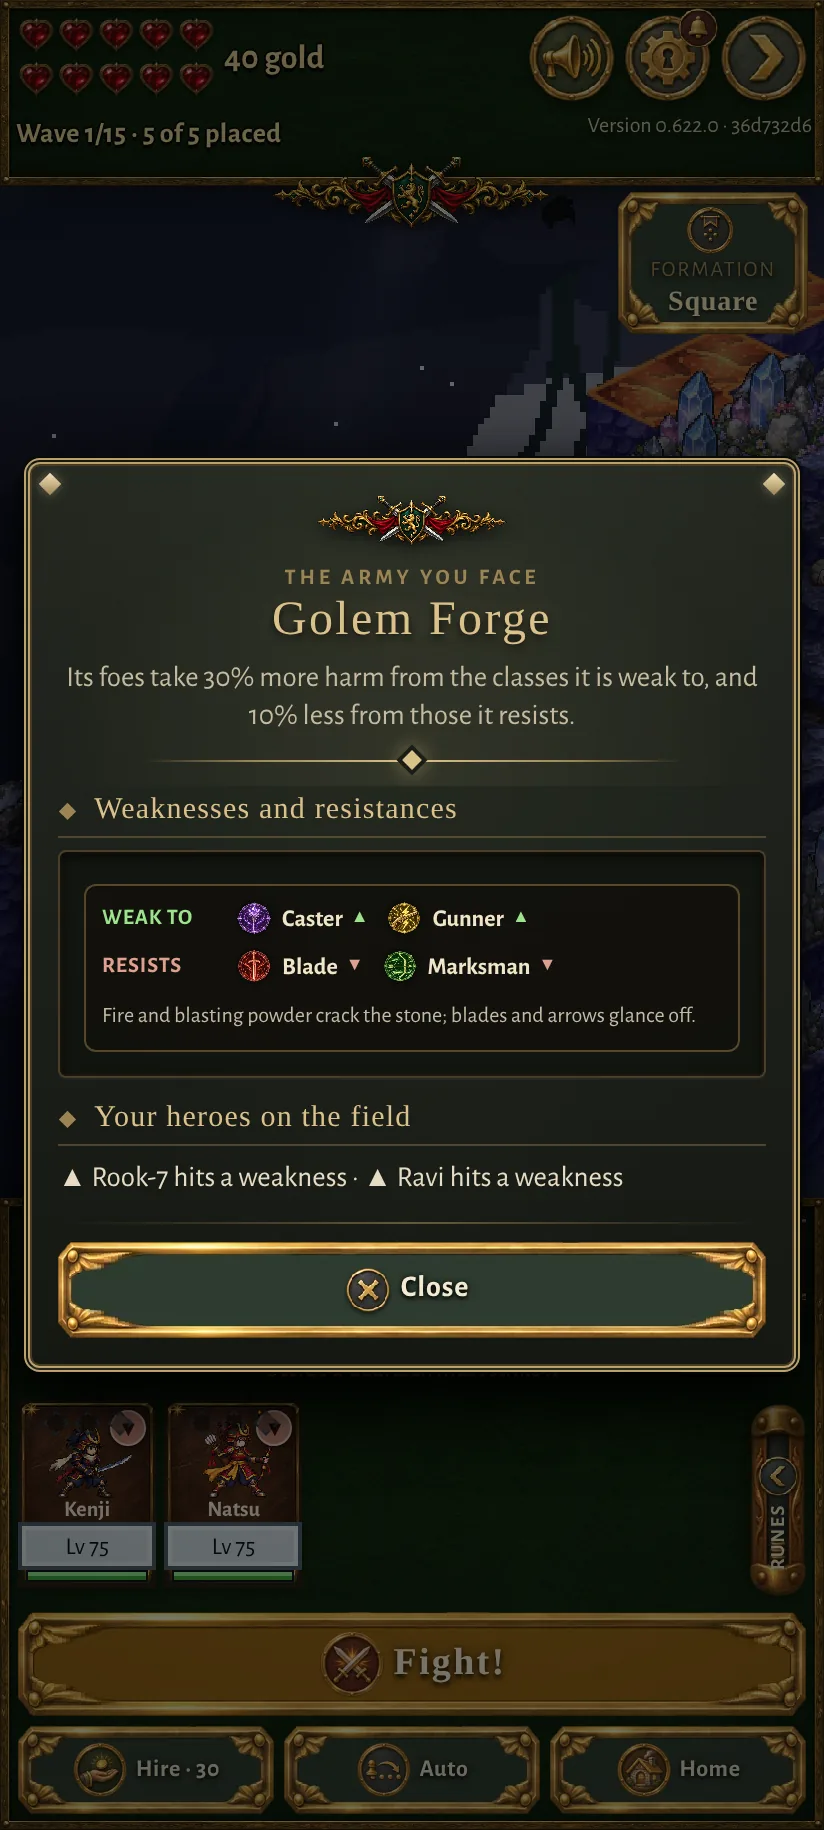 40 gold
Wave 1/15 · 5 of 5 placed
Version 0.622.0 · 36d732d6
FORMATION
Square
THE ARMY YOU FACE
Golem Forge
Its foes take 30% more harm from the classes it is weak to, and
10% less from those it resists.
Weaknesses and resistances
WEAK TO Caster ▲ Gunner ▲
RESISTS Blade ▼ Marksman ▼
Fire and blasting powder crack the stone; blades and arrows glance off.
Your heroes on the field
▲ Rook-7 hits a weakness · ▲ Ravi hits a weakness
Close
Kenji Natsu
Lv 75 Lv 75
RUNES
Fight!
Hire · 30 Auto Home